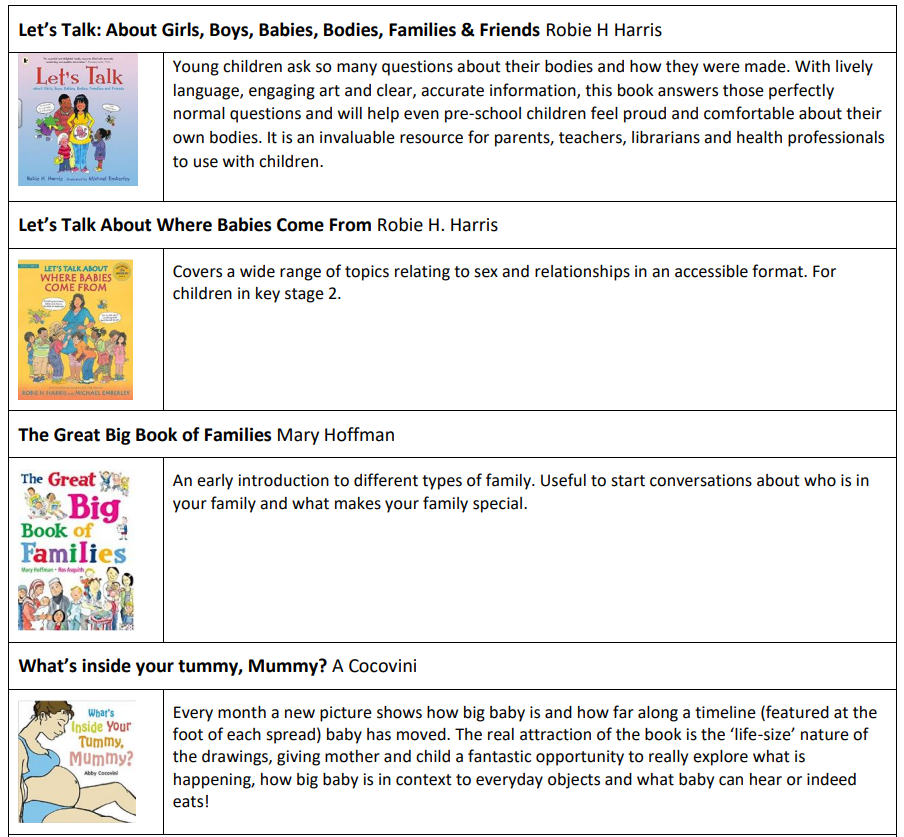 Let’s Talk: About Girls, Boys, Babies, Bodies, Families & Friends Robie H Harris
Let's Talk
about Girls, Boys, Babies, Bodies, Families and Friends
Robie H. Harris Michael Emberley
Young children ask so many questions about their bodies and how they were made. With lively
language, engaging art and clear, accurate information, this book answers those perfectly
normal questions and will help even pre-school children feel proud and comfortable about their
own bodies. It is an invaluable resource for parents, teachers, librarians and health professionals
to use with children.
Let’s Talk About Where Babies Come From Robie H. Harris
LET'S TALK ABOUT
WHERE BABIES
COME FROM
ROBIE H. HARRIS MICHAEL EMBERLEY
Covers a wide range of topics relating to sex and relationships in an accessible format. For
children in key stage 2.
The Great Big Book of Families Mary Hoffman
The Great
Big
Book of
Families
Mary Hoffman • Ros Asquith
An early introduction to different types of family. Useful to start conversations about who is in
your family and what makes your family special.
What’s inside your tummy, Mummy? A Cocovini
What's
Inside Your
Tummy,
Mummy?
Abby Cocovini
Every month a new picture shows how big baby is and how far along a timeline (featured at the
foot of each spread) baby has moved. The real attraction of the book is the ‘life-size’ nature of
the drawings, giving mother and child a fantastic opportunity to really explore what is
happening, how big baby is in context to everyday objects and what baby can hear or indeed
eats!